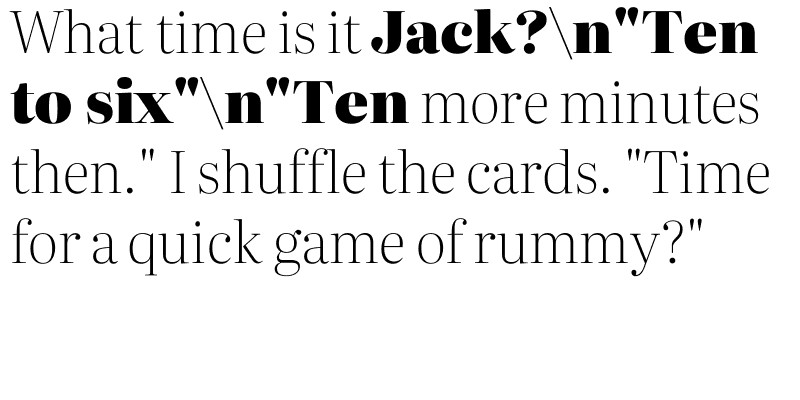 What time is it Jack?\n"Ten
to six"\n"Ten more minutes
then." I shuffle the cards. "Time
for a quick game of rummy?"